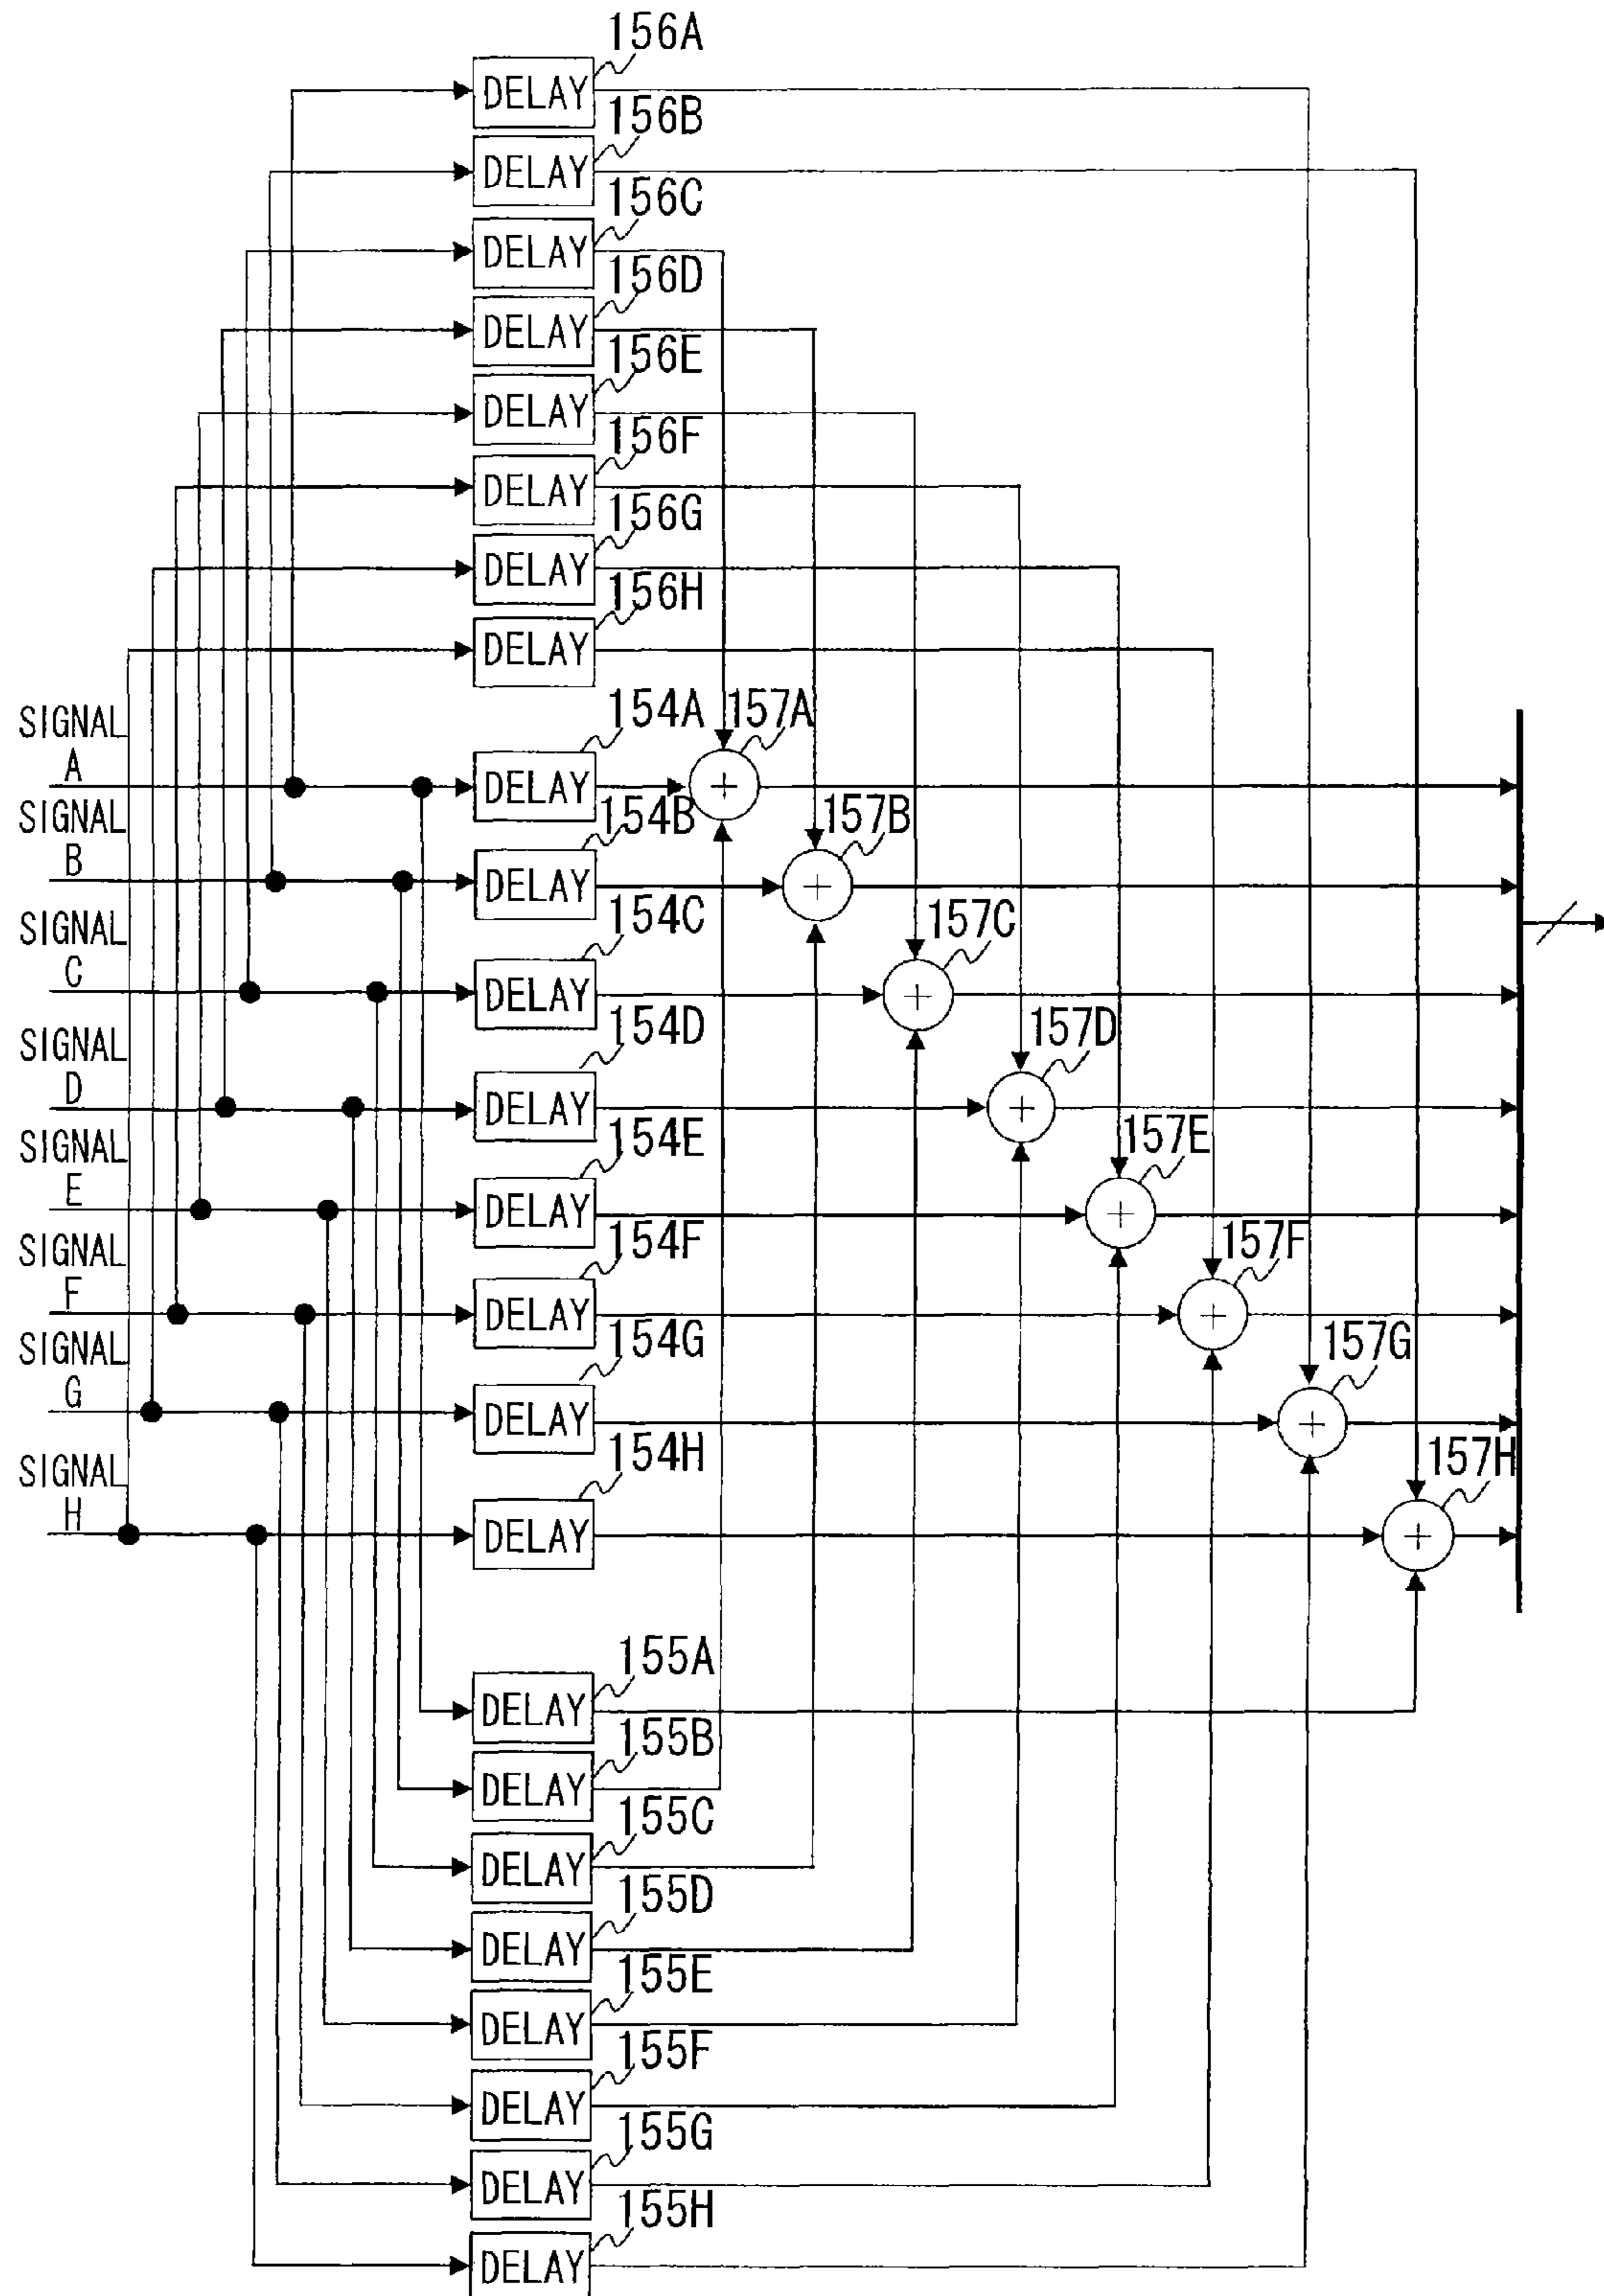 156A
DELAY
156B
DELAY
156C
DELAY
156D
DELAY
156E
DELAY
156F
DELAY
156G
DELAY
156H
DELAY
SIGNAL
A
154A
157A
DELAY
+
SIGNAL
B
154B
157B
DELAY
+
SIGNAL
C
154C
157C
DELAY
+
SIGNAL
D
154D
157D
DELAY
+
SIGNAL
E
154E
157E
DELAY
+
SIGNAL
F
154F
157F
DELAY
+
SIGNAL
G
154G
157G
DELAY
+
SIGNAL
H
154H
157H
DELAY
+
155A
DELAY
155B
DELAY
155C
DELAY
155D
DELAY
155E
DELAY
155F
DELAY
155G
DELAY
155H
DELAY